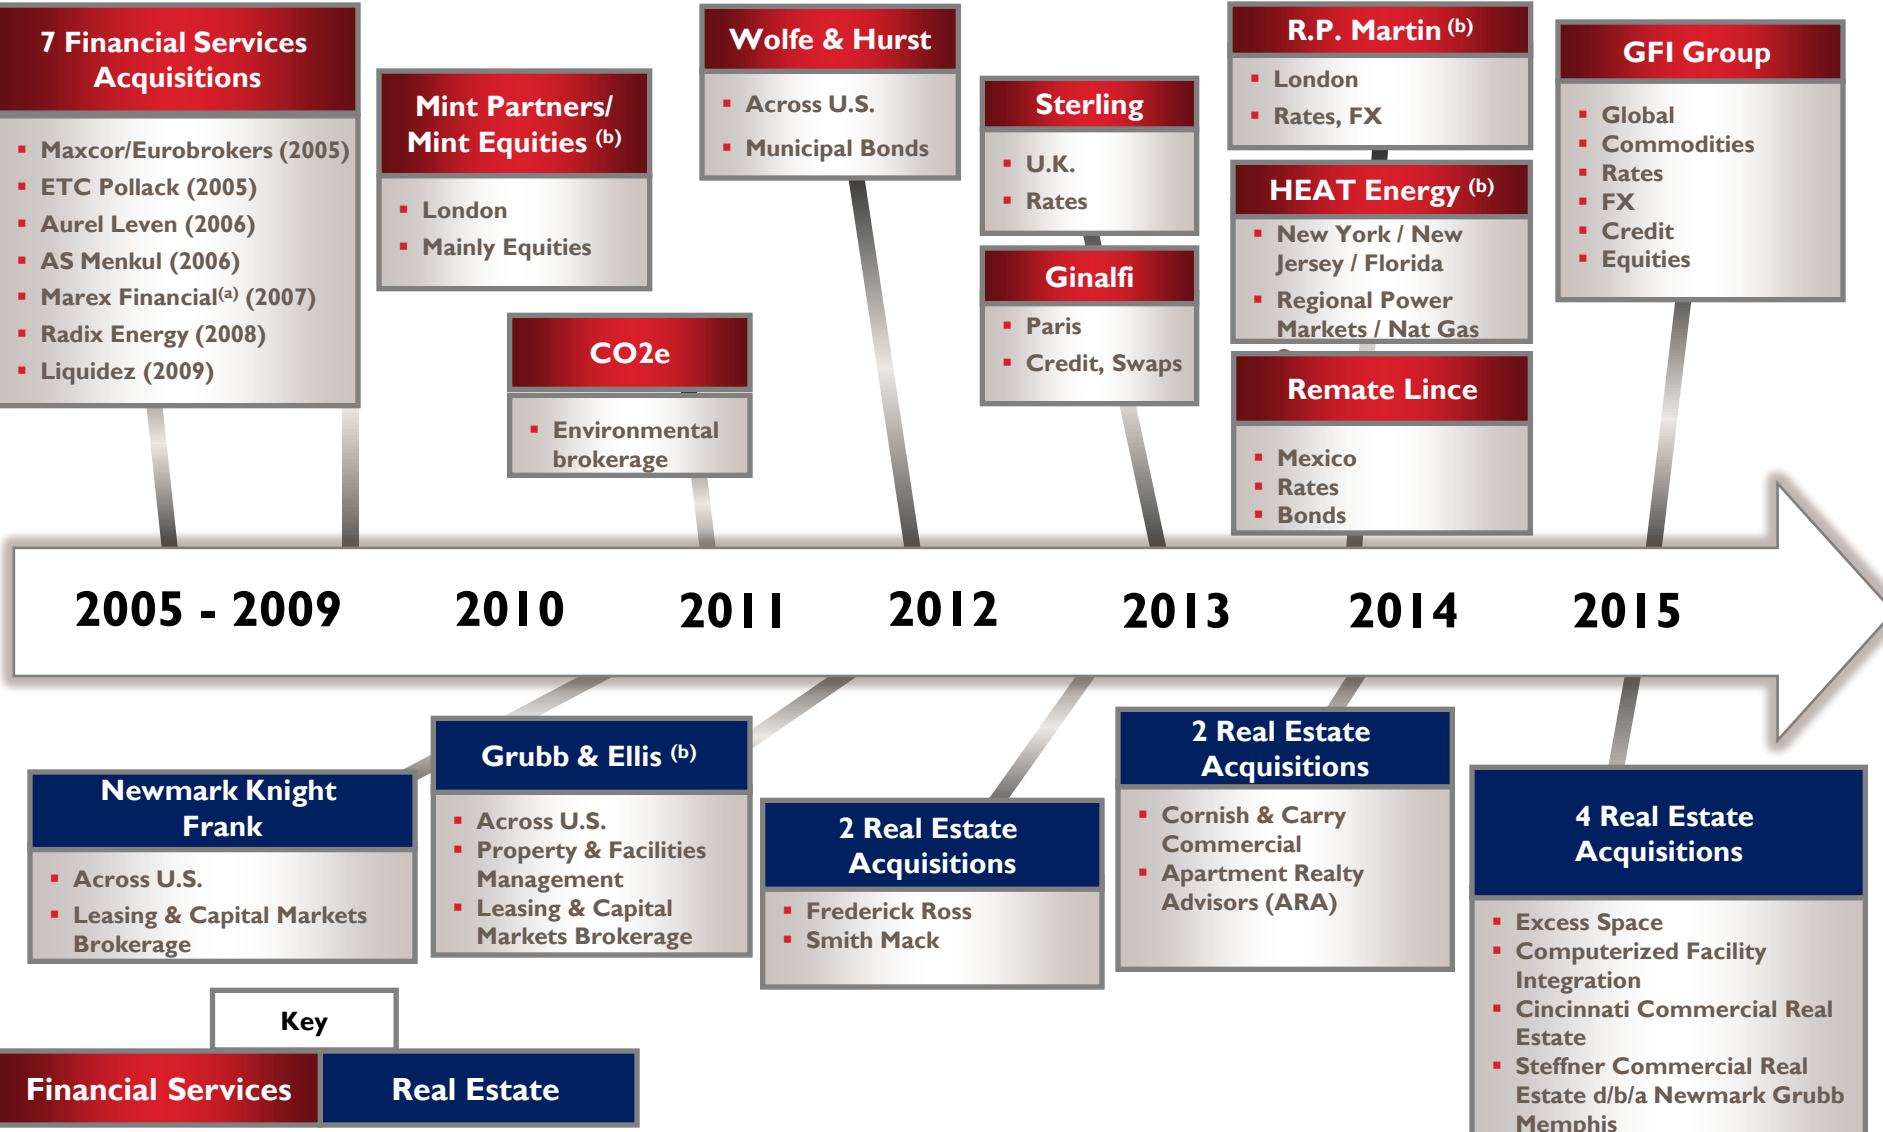 7 Financial Services
Acquisitions
Maxcor/Eurobrokers (2005)
ETC Pollack (2005)
Aurel Leven (2006)
AS Menkul (2006)
Marex Financial(a) (2007)
Radix Energy (2008)
Liquidez (2009)
Mint Partners/
Mint Equities (b)
London
Mainly Equities
CO2e
Environmental
brokerage
Wolfe & Hurst
Across U.S.
Municipal Bonds
Sterling
U.K.
Rates
Ginalfi
Paris
Credit, Swaps
R.P. Martin (b)
London
Rates, FX
HEAT Energy (b)
New York / New
Jersey / Florida
Regional Power
Markets / Nat Gas
Remate Lince
Mexico
Rates
Bonds
GFI Group
Global
Commodities
Rates
FX
Credit
Equities
2005 - 2009
2010
2011
2012
2013
2014
2015
Newmark Knight
Frank
Across U.S.
Leasing & Capital Markets
Brokerage
Grubb & Ellis (b)
Across U.S.
Property & Facilities
Management
Leasing & Capital
Markets Brokerage
2 Real Estate
Acquisitions
Frederick Ross
Smith Mack
2 Real Estate
Acquisitions
Cornish & Carry
Commercial
Apartment Realty
Advisors (ARA)
4 Real Estate
Acquisitions
Excess Space
Computerized Facility
Integration
Cincinnati Commercial Real
Estate
Steffner Commercial Real
Estate d/b/a Newmark Grubb
Memphis
Key
Financial Services
Real Estate